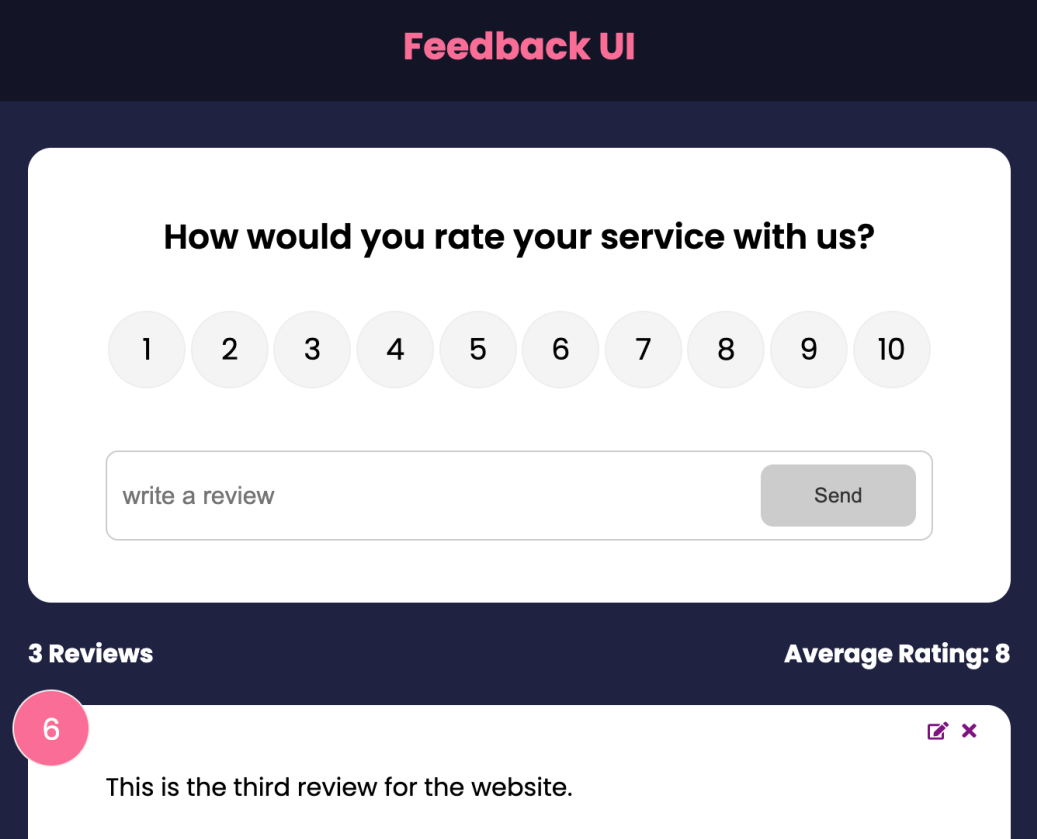 Feedback UI
How would you rate your service with us?
1 2 3 4 5 6 7 8 9 10
write a review
Send
3 Reviews
Average Rating: 8
6
This is the third review for the website.